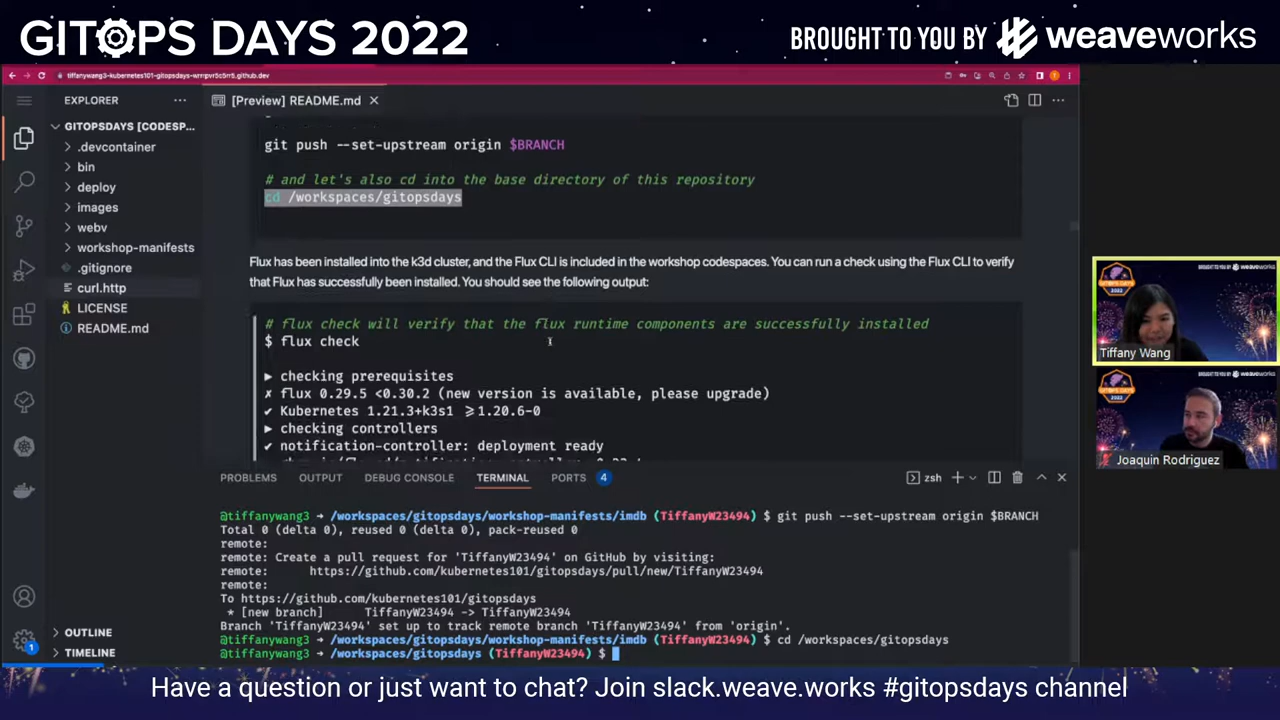 GITOPS DAYS 2022
BROUGHT TO YOU BY weaveworks
tiffanywang3-kubernetes101-gitopsdays-wrrpvr5c5rr5.github.dev
EXPLORER
[Preview] README.md
GITOPSDAYS [CODESP...
.devcontainer
bin
deploy
images
webv
workshop-manifests
.gitignore
curl.http
LICENSE
README.md
OUTLINE
TIMELINE
git push --set-upstream origin $BRANCH
# and let's also cd into the base directory of this repository
cd /workspaces/gitopsdays
Flux has been installed into the k3d cluster, and the Flux CLI is included in the workshop codespaces. You can run a check using the Flux CLI to verify
that Flux has successfully been installed. You should see the following output:
# flux check will verify that the flux runtime components are successfully installed
$ flux check
► checking prerequisites
✗ flux 0.29.5 <0.30.2 (new version is available, please upgrade)
✔ Kubernetes 1.21.3+k3s1 >=1.20.6-0
► checking controllers
✔ notification-controller: deployment ready
PROBLEMS OUTPUT DEBUG CONSOLE TERMINAL PORTS 4 zsh
@tiffanywang3 → /workspaces/gitopsdays/workshop-manifests/imdb (TiffanyW23494) $ git push --set-upstream origin $BRANCH
Total 0 (delta 0), reused 0 (delta 0), pack-reused 0
remote:
remote: Create a pull request for 'TiffanyW23494' on GitHub by visiting:
remote: https://github.com/kubernetes101/gitopsdays/pull/new/TiffanyW23494
remote:
To https://github.com/kubernetes101/gitopsdays
* [new branch] TiffanyW23494 -> TiffanyW23494
Branch 'TiffanyW23494' set up to track remote branch 'TiffanyW23494' from 'origin'.
@tiffanywang3 → /workspaces/gitopsdays/workshop-manifests/imdb (TiffanyW23494) $ cd /workspaces/gitopsdays
@tiffanywang3 → /workspaces/gitopsdays (TiffanyW23494) $
1
Tiffany Wang
Joaquin Rodriguez
Have a question or just want to chat? Join slack.weave.works #gitopsdays channel